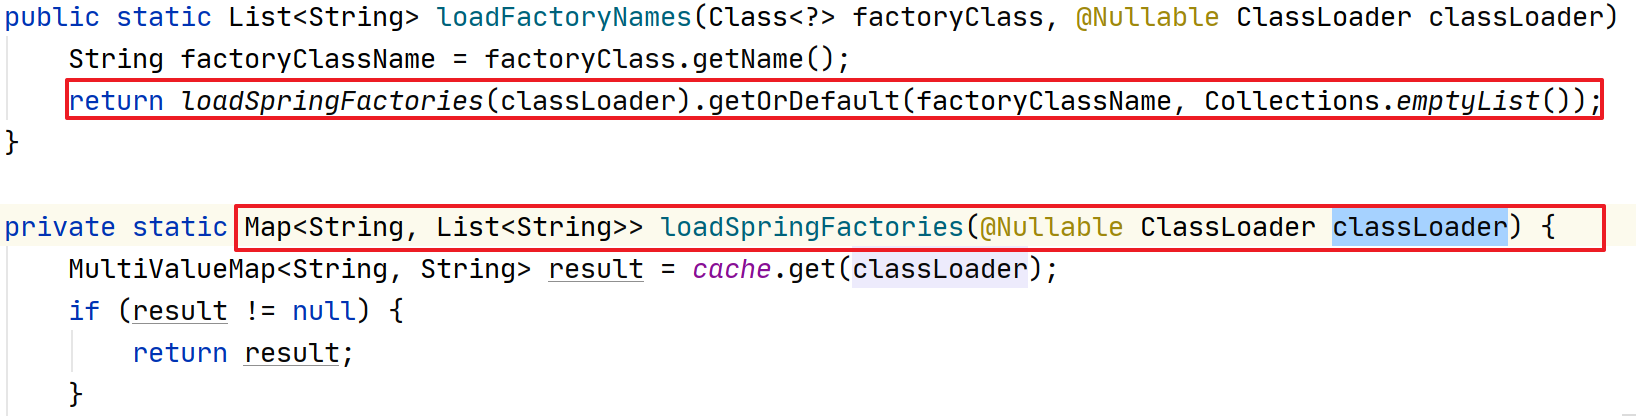 public static List<String> loadFactoryNames(Class<?> factoryClass, @Nullable ClassLoader classLoader)
String factoryClassName = factoryClass.getName();
return loadSpringFactories(classLoader).getOrDefault(factoryClassName, Collections.emptyList());
}
private static Map<String, List<String>> loadSpringFactories(@Nullable ClassLoader classLoader) {
MultiValueMap<String, String> result = cache.get(classLoader);
if (result != null) {
return result;
}